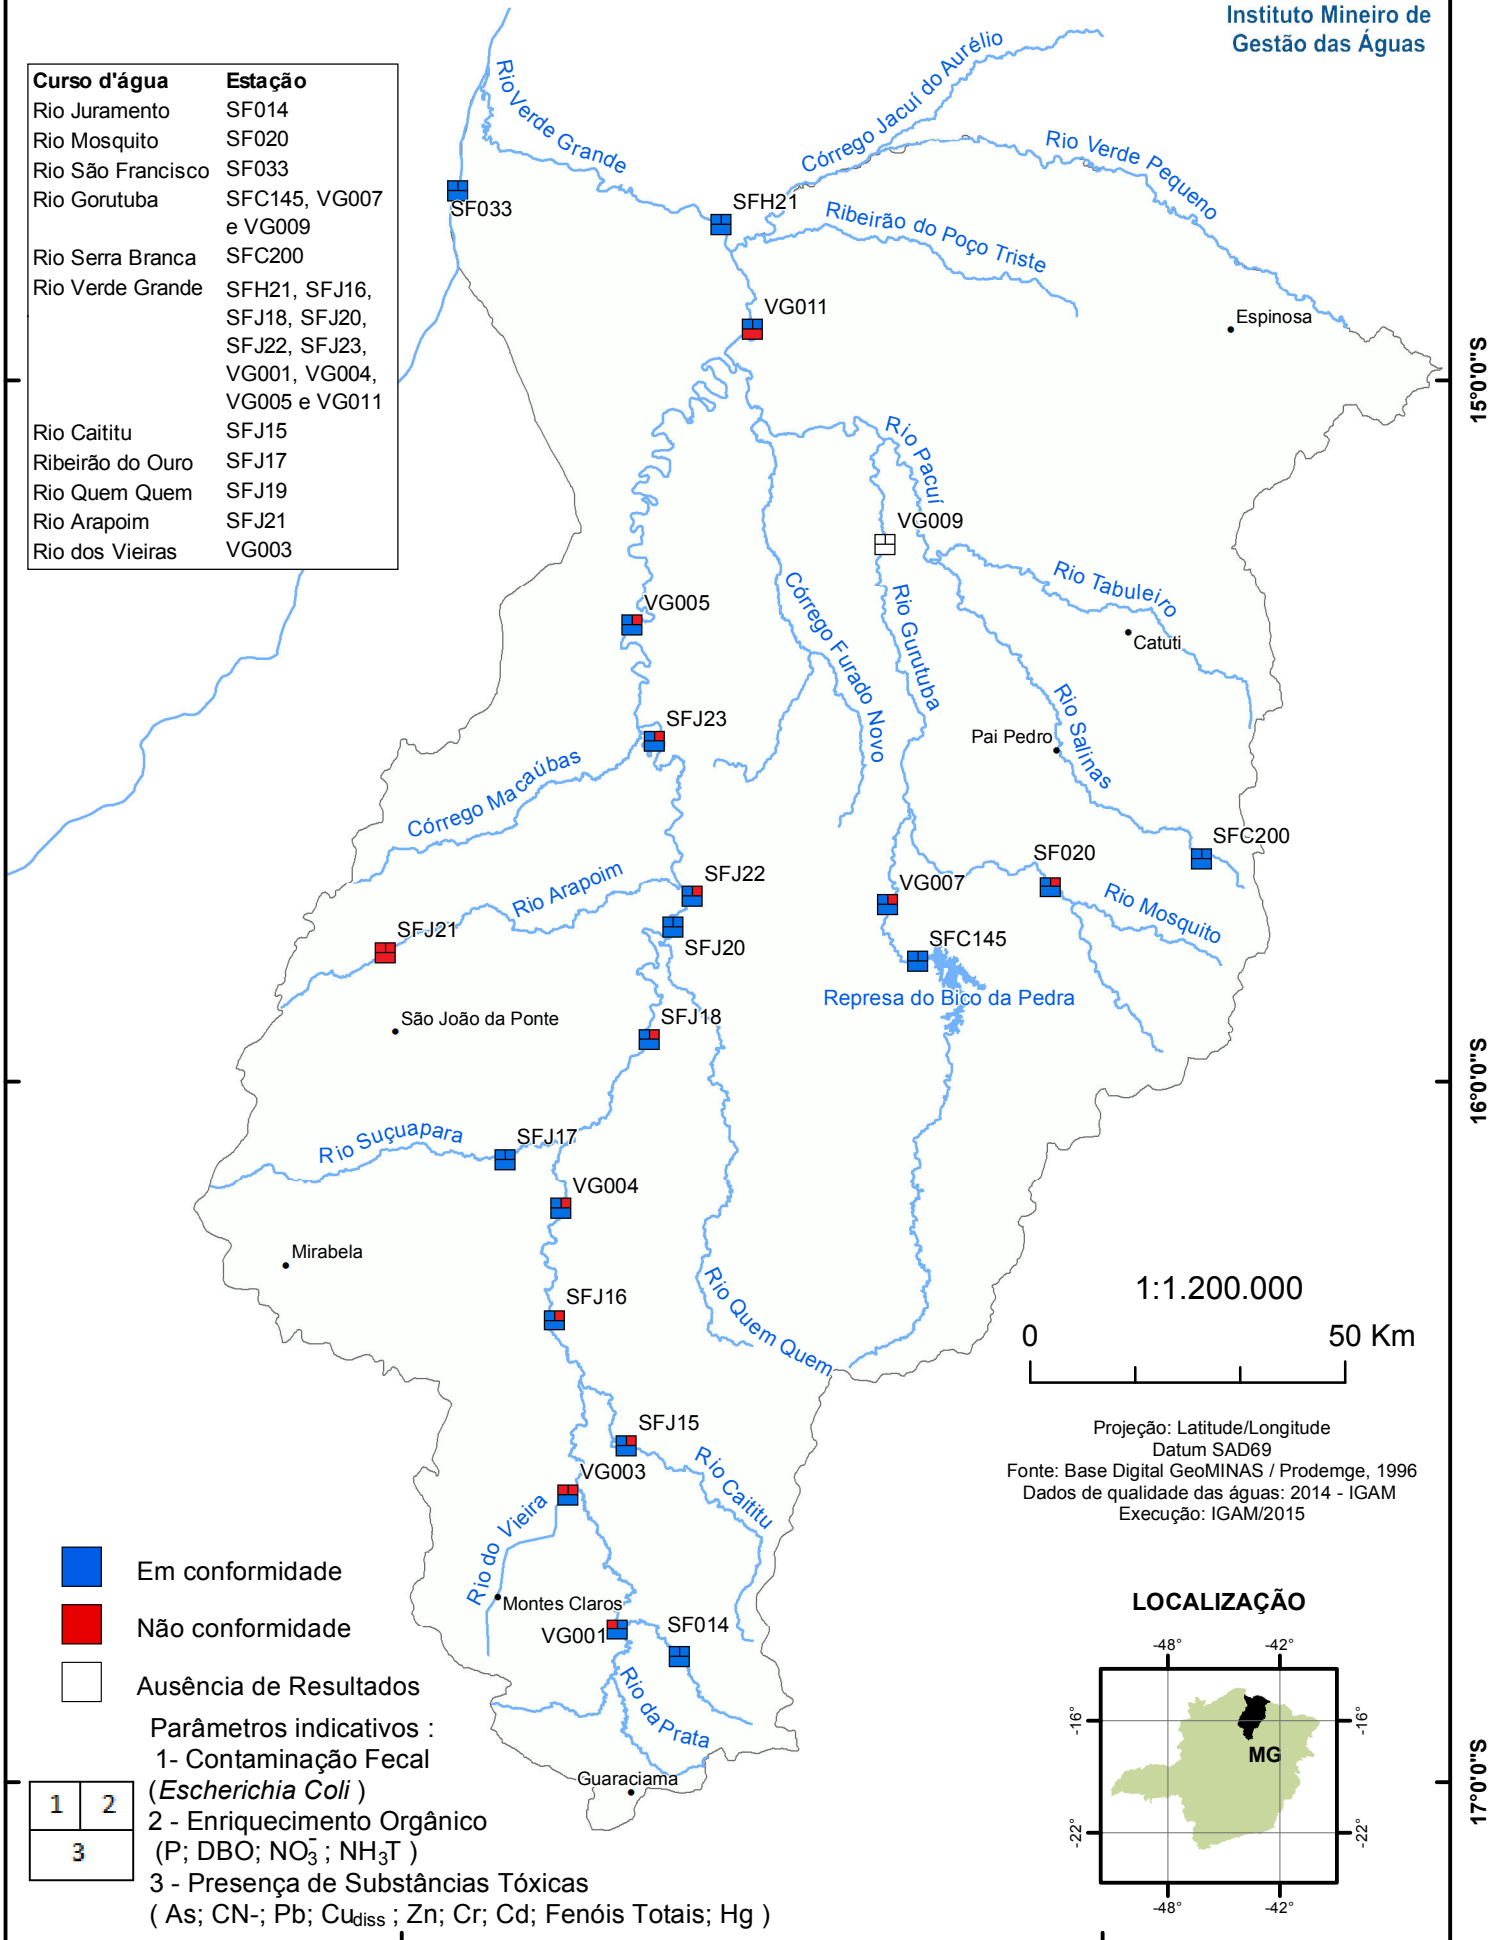 Instituto Mineiro de
Gestão das Águas
Curso d'água Estação
Rio Juramento SF014
Rio Mosquito SF020
Rio São Francisco SF033
Rio Gorutuba SFC145, VG007
e VG009
Rio Serra Branca SFC200
Rio Verde Grande SFH21, SFJ16,
SFJ18, SFJ20,
SFJ22, SFJ23,
VG001, VG004,
VG005 e VG011
Rio Caititu SFJ15
Ribeirão do Ouro SFJ17
Rio Quem Quem SFJ19
Rio Arapoim SFJ21
Rio dos Vieiras VG003
Rio Verde Grande
Córrego Jacuí do Aurélio
Rio Verde Pequeno
SF033
SFH21
Ribeirão do Poço Triste
VG011
Espinosa
15°0'0"S
Rio Pacuí
VG009
Rio Tabuleiro
Catuti
VG005
Córrego Furado Novo
Rio Gurutuba
Rio Salinas
Pai Pedro
SFJ23
Córrego Macaúbas
SFC200
SF020
Rio Mosquito
SFJ22
VG007
Rio Arapoim
SFJ21
SFJ20
SFC145
Represa do Bico da Pedra
São João da Ponte
SFJ18
16°0'0"S
Rio Suçuapara
SFJ17
VG004
Mirabela
SFJ16
Rio Quem Quem
1:1.200.000
0 50 Km
SFJ15
Rio Caititu
VG003
Rio do Vieira
Projeção: Latitude/Longitude
Datum SAD69
Fonte: Base Digital GeoMINAS / Prodemge, 1996
Dados de qualidade das águas: 2014 - IGAM
Execução: IGAM/2015
Montes Claros
VG001
SF014
Rio da Prata
Guaraciama
Em conformidade
Não conformidade
Ausência de Resultados
Parâmetros indicativos :
1- Contaminação Fecal
(Escherichia Coli )
2 - Enriquecimento Orgânico
(P; DBO; NO₃⁻ ; NH₃T )
3 - Presença de Substâncias Tóxicas
( As; CN-; Pb; Cudiss ; Zn; Cr; Cd; Fenóis Totais; Hg )
1 2
3
LOCALIZAÇÃO
-48° -42°
-16° -16°
MG
-22° -22°
-48° -42°
17°0'0"S